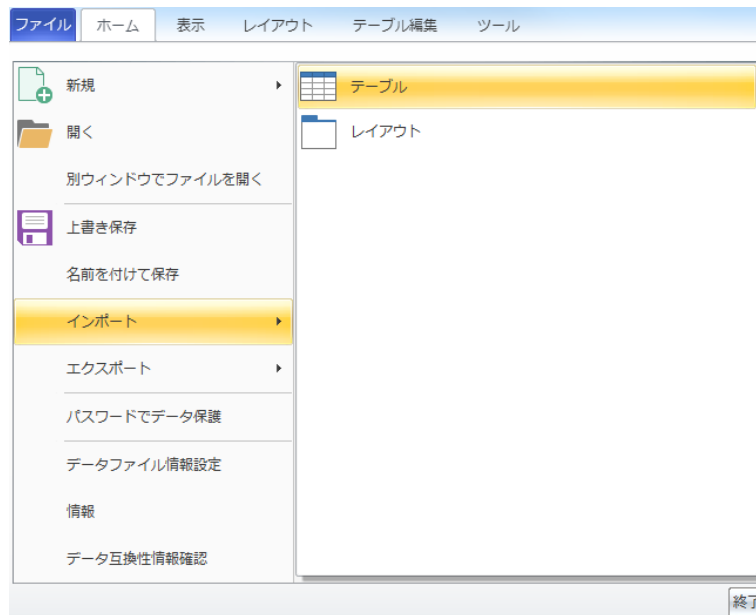 ファイル ホーム 表示 レイアウト テーブル編集 ツール
新規
開く
別ウィンドウでファイルを開く
上書き保存
名前を付けて保存
インポート
エクスポート
パスワードでデータ保護
データファイル情報設定
情報
データ互換性情報確認
テーブル
レイアウト
終了